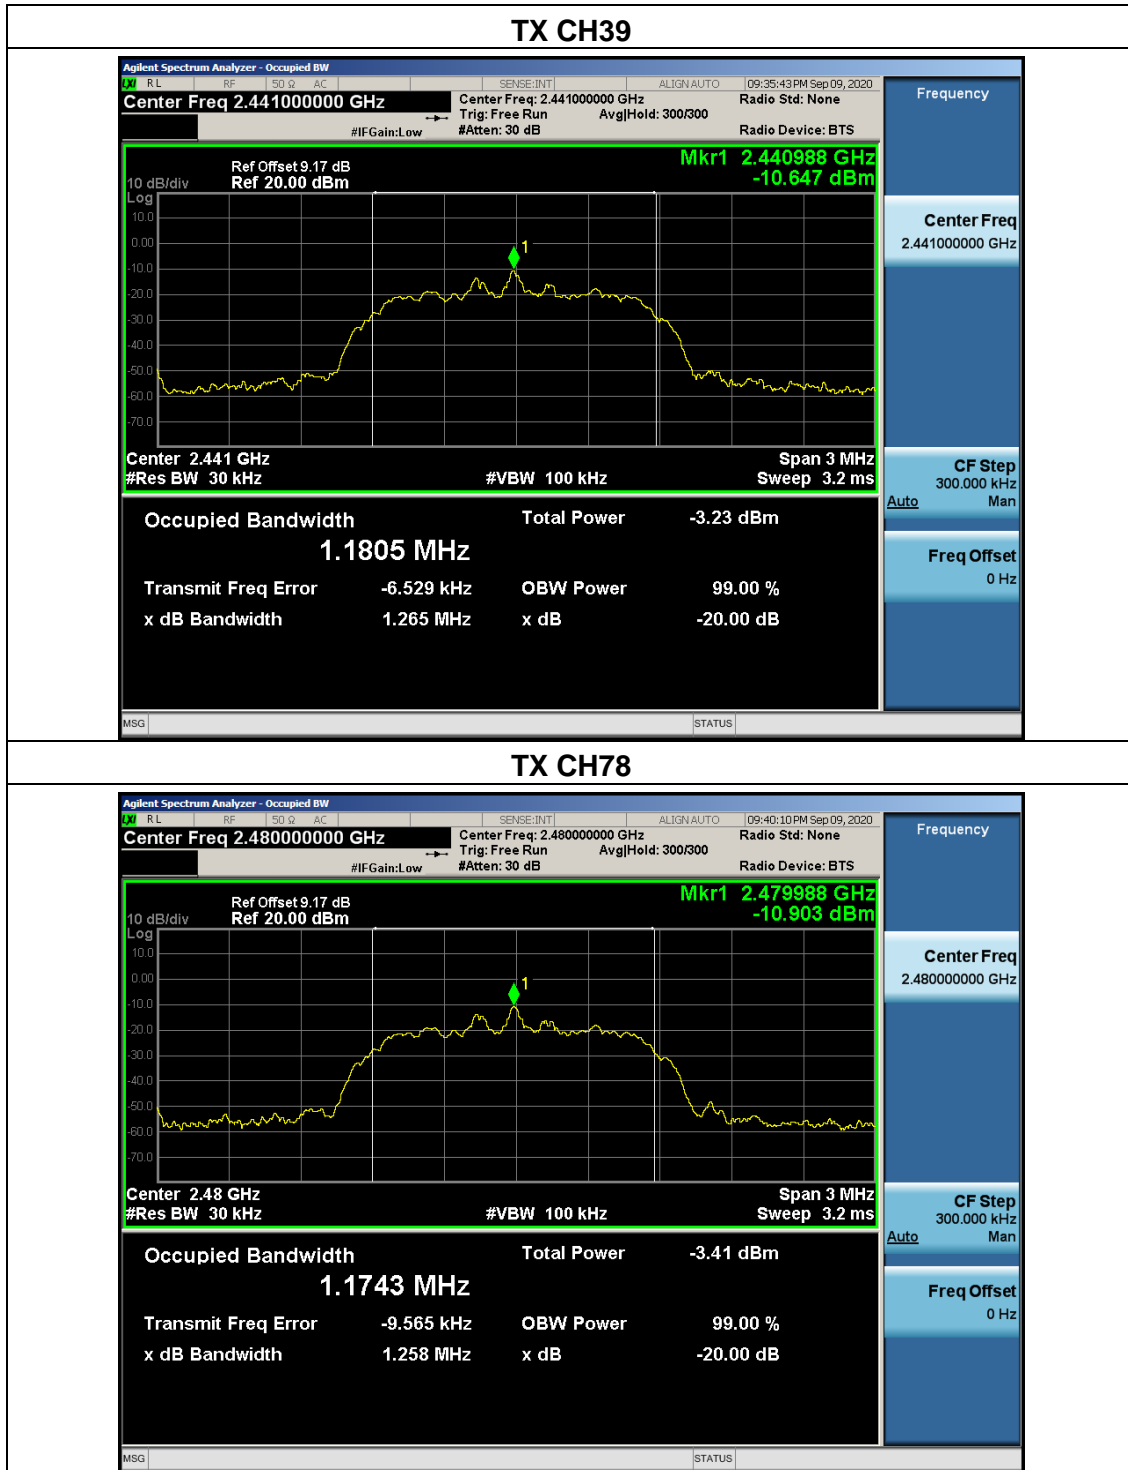 TX CH39
Agilent Spectrum Analyzer - Occupied BW
LXI RL RF 50 Ω AC SENSE:INT ALIGN AUTO 09:35:43 PM Sep 09, 2020
Center Freq 2.441000000 GHz
Center Freq: 2.441000000 GHz Radio Std: None
Trig: Free Run Avg|Hold: 300/300
#IFGain:Low #Atten: 30 dB Radio Device: BTS
Frequency
Mkr1 2.440988 GHz
-10.647 dBm
Ref Offset 9.17 dB
10 dB/div Ref 20.00 dBm
Log
10.0
0.00
-10.0
-20.0
-30.0
-40.0
-50.0
-60.0
-70.0
1
Center 2.441 GHz Span 3 MHz
#Res BW 30 kHz #VBW 100 kHz Sweep 3.2 ms
Center Freq
2.441000000 GHz
CF Step
300.000 kHz
Auto Man
Freq Offset
0 Hz
Occupied Bandwidth Total Power -3.23 dBm
1.1805 MHz
Transmit Freq Error -6.529 kHz OBW Power 99.00 %
x dB Bandwidth 1.265 MHz x dB -20.00 dB
MSG STATUS
TX CH78
Agilent Spectrum Analyzer - Occupied BW
LXI RL RF 50 Ω AC SENSE:INT ALIGN AUTO 09:40:10 PM Sep 09, 2020
Center Freq 2.480000000 GHz
Center Freq: 2.480000000 GHz Radio Std: None
Trig: Free Run Avg|Hold: 300/300
#IFGain:Low #Atten: 30 dB Radio Device: BTS
Frequency
Mkr1 2.479988 GHz
-10.903 dBm
Ref Offset 9.17 dB
10 dB/div Ref 20.00 dBm
Log
10.0
0.00
-10.0
-20.0
-30.0
-40.0
-50.0
-60.0
-70.0
1
Center 2.48 GHz Span 3 MHz
#Res BW 30 kHz #VBW 100 kHz Sweep 3.2 ms
Center Freq
2.480000000 GHz
CF Step
300.000 kHz
Auto Man
Freq Offset
0 Hz
Occupied Bandwidth Total Power -3.41 dBm
1.1743 MHz
Transmit Freq Error -9.565 kHz OBW Power 99.00 %
x dB Bandwidth 1.258 MHz x dB -20.00 dB
MSG STATUS